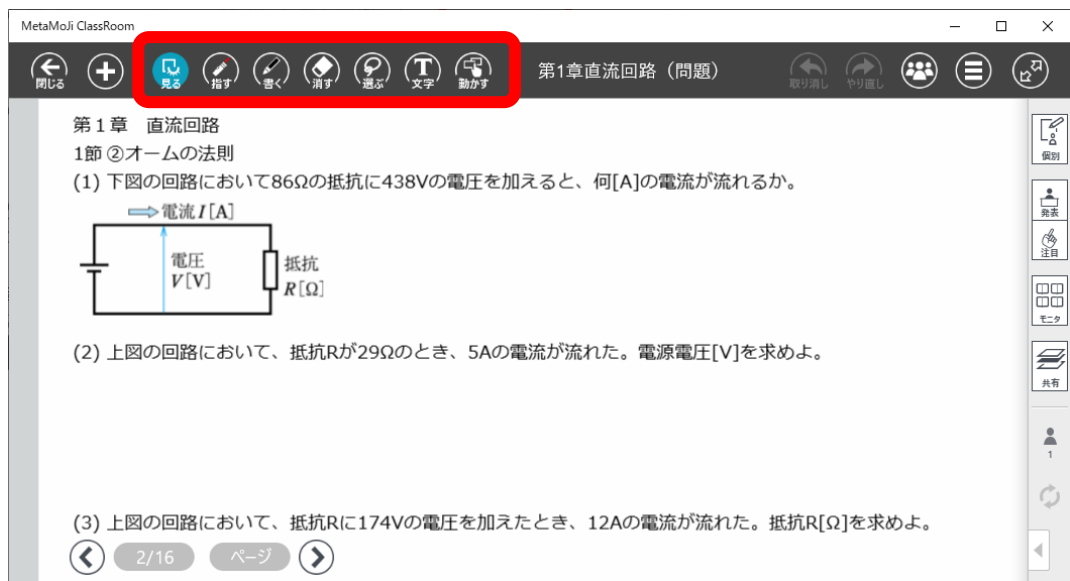 MetaMoJi ClassRoom
閉じる 見る 指す 書く 消す 選ぶ T 文字 動かす 第1章直流回路（問題） 取り消し やり直し
第１章　直流回路
1節 ②オームの法則
(1) 下図の回路において86Ωの抵抗に438Vの電圧を加えると、何[A]の電流が流れるか。
電流 I [A]
電圧
V[V]
抵抗
R[Ω]
(2) 上図の回路において、抵抗Rが29Ωのとき、5Aの電流が流れた。電源電圧[V]を求めよ。
(3) 上図の回路において、抵抗Rに174Vの電圧を加えたとき、12Aの電流が流れた。抵抗R[Ω]を求めよ。
2/16 ページ
個別
発表
注目
モニタ
共有
1